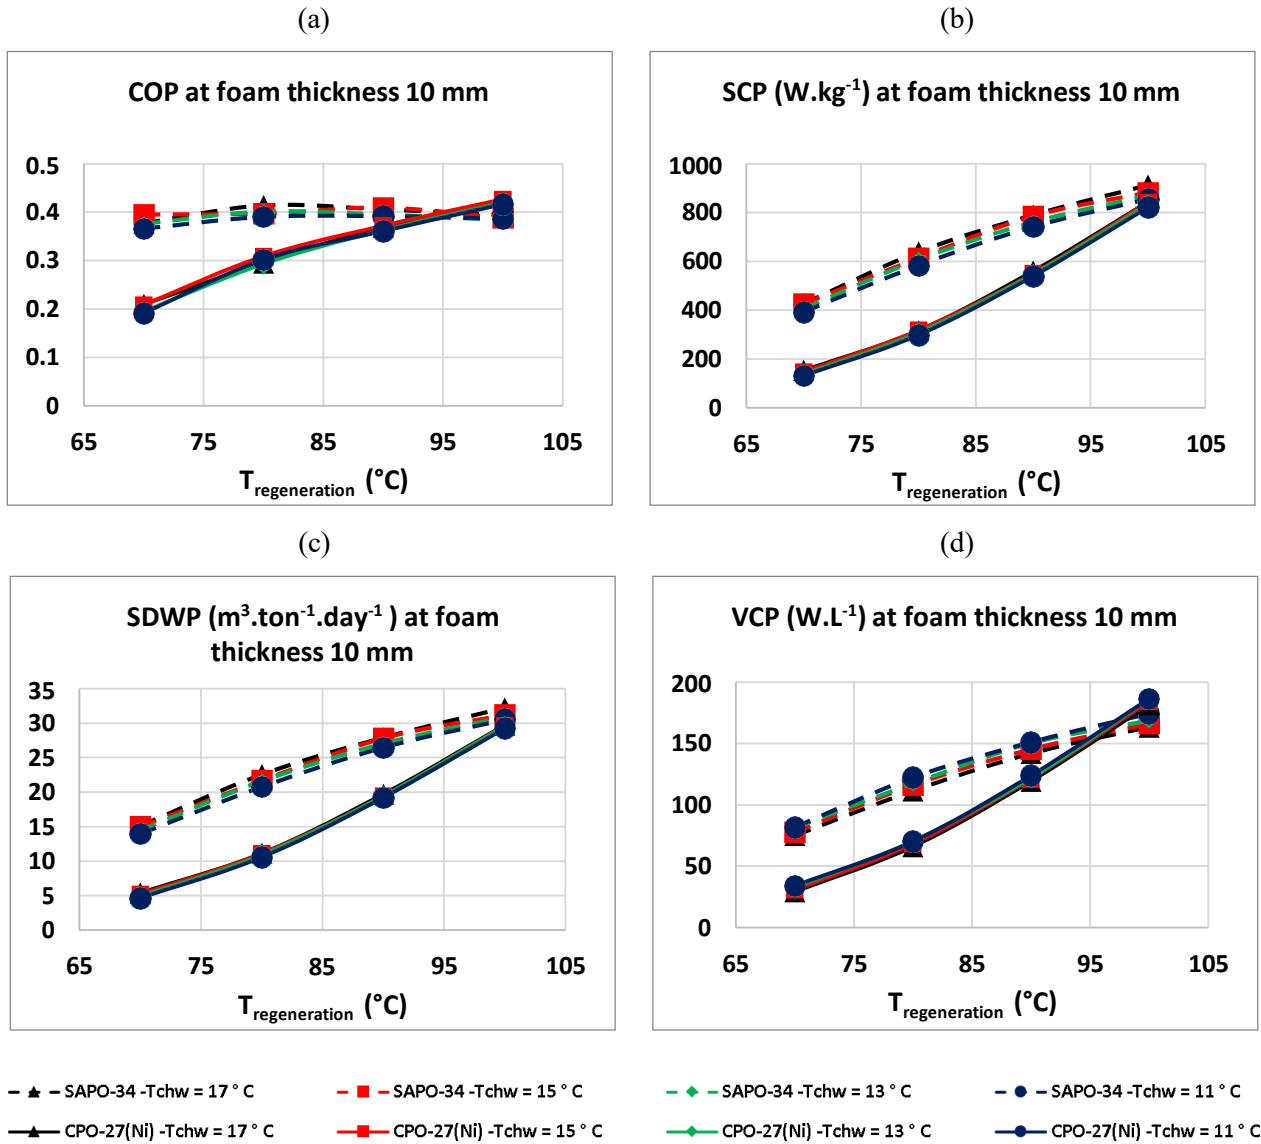 (a)
(b)
COP at foam thickness 10 mm
0.5
0.4
0.3
0.2
0.1
0
65 75 85 95 105
T_regeneration (°C)
SCP (W.kg⁻¹) at foam thickness 10 mm
1000
800
600
400
200
0
65 75 85 95 105
T_regeneration (°C)
(c)
(d)
SDWP (m³.ton⁻¹.day⁻¹ ) at foam
thickness 10 mm
35
30
25
20
15
10
5
0
65 75 85 95 105
T_regeneration (°C)
VCP (W.L⁻¹) at foam thickness 10 mm
200
150
100
50
0
65 75 85 95 105
T_regeneration (°C)
SAPO-34 -Tchw = 17 ° C
SAPO-34 -Tchw = 15 ° C
SAPO-34 -Tchw = 13 ° C
SAPO-34 -Tchw = 11 ° C
CPO-27(Ni) -Tchw = 17 ° C
CPO-27(Ni) -Tchw = 15 ° C
CPO-27(Ni) -Tchw = 13 ° C
CPO-27(Ni) -Tchw = 11 ° C